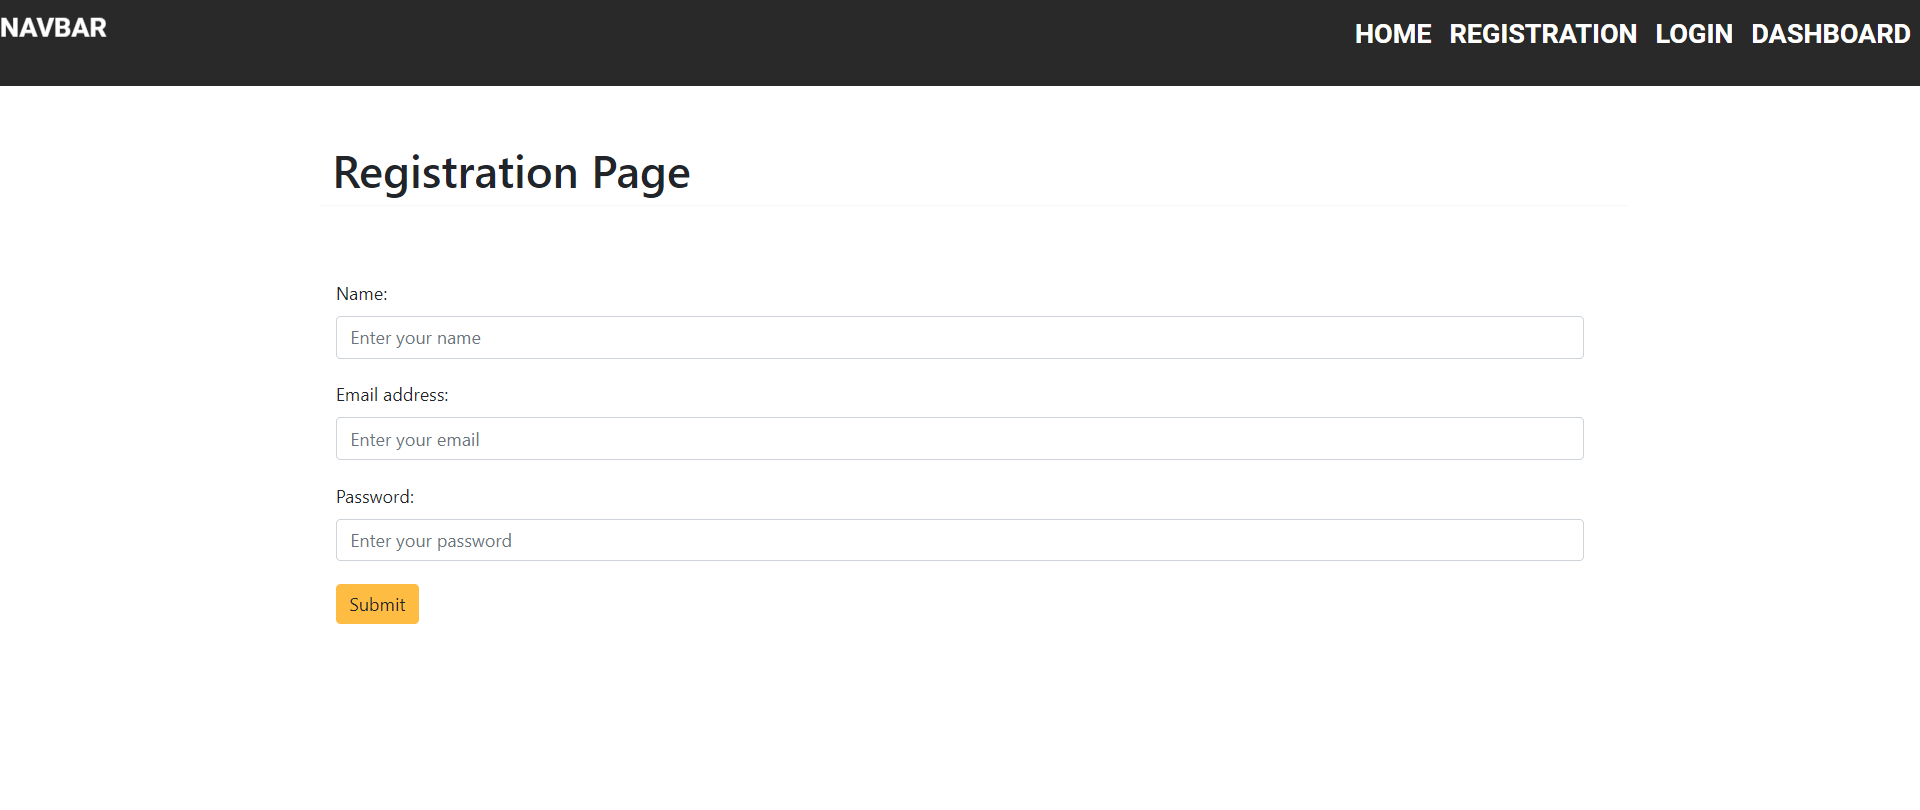 NAVBAR HOME REGISTRATION LOGIN DASHBOARD
Registration Page
Name:
Enter your name
Email address:
Enter your email
Password:
Enter your password
Submit